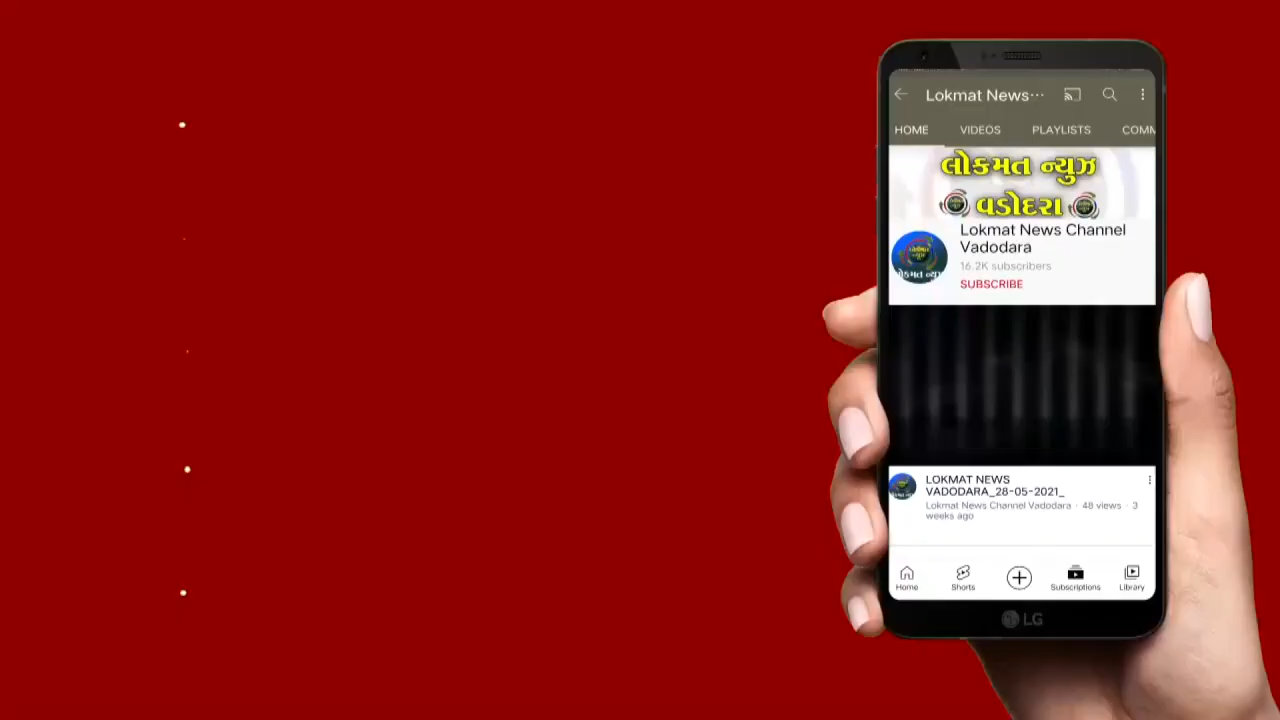 Lokmat News...
HOME VIDEOS PLAYLISTS COMM
લોકમત ન્યુઝ
વડોદરા
Lokmat News Channel
Vadodara
16.2K subscribers
SUBSCRIBE
LOKMAT NEWS
VADODARA_28-05-2021_
Lokmat News Channel Vadodara · 48 views · 3
weeks ago
Home Shorts Subscriptions Library
LG